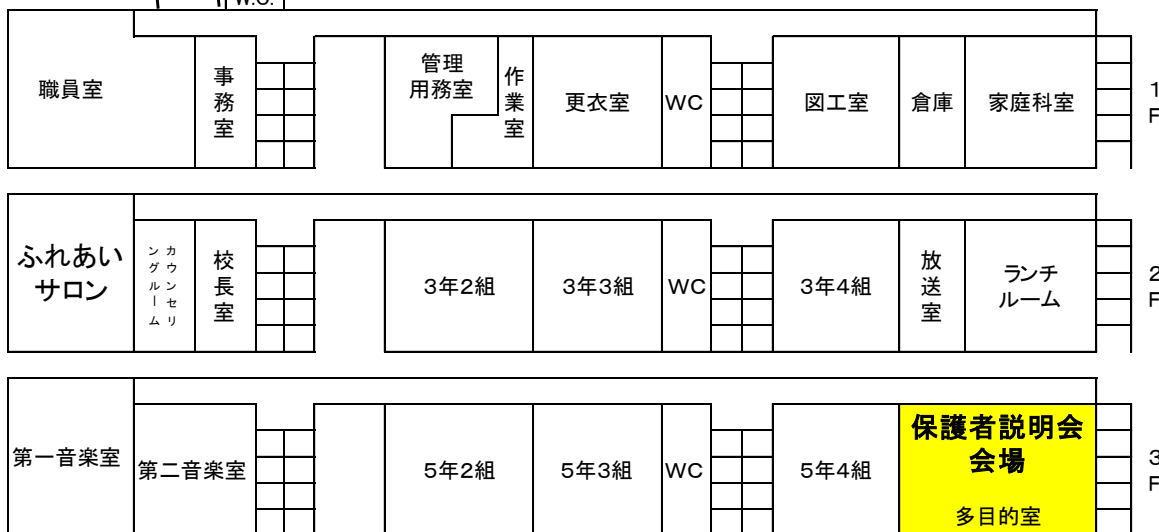 W.C.
職員室
事務室
管理
用務室
作業室
更衣室
WC
図工室
倉庫
家庭科室
1F
ふれあい
サロン
カウンセリ
ングルーム
校長室
3年2組
3年3組
WC
3年4組
放送室
ランチ
ルーム
2F
第一音楽室
第二音楽室
5年2組
5年3組
WC
5年4組
保護者説明会
会場
多目的室
3F